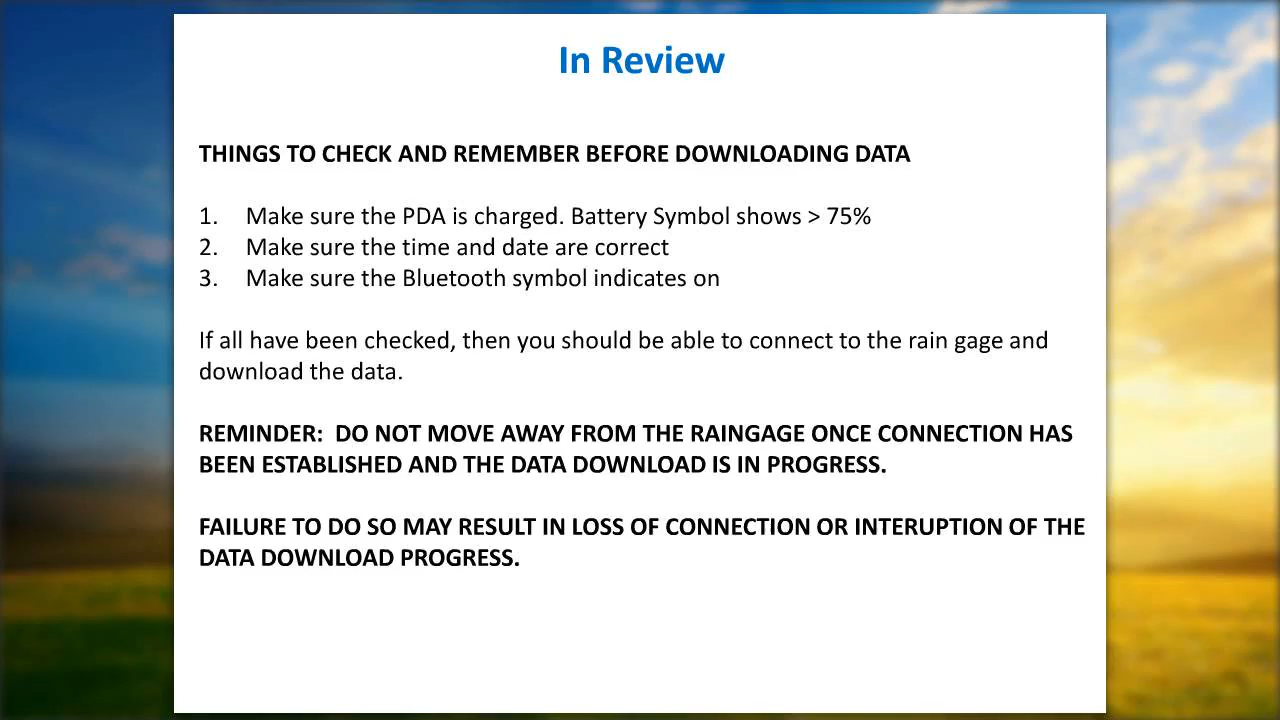 In Review
THINGS TO CHECK AND REMEMBER BEFORE DOWNLOADING DATA
1. Make sure the PDA is charged. Battery Symbol shows > 75%
2. Make sure the time and date are correct
3. Make sure the Bluetooth symbol indicates on
If all have been checked, then you should be able to connect to the rain gage and
download the data.
REMINDER:  DO NOT MOVE AWAY FROM THE RAINGAGE ONCE CONNECTION HAS
BEEN ESTABLISHED AND THE DATA DOWNLOAD IS IN PROGRESS.
FAILURE TO DO SO MAY RESULT IN LOSS OF CONNECTION OR INTERUPTION OF THE
DATA DOWNLOAD PROGRESS.